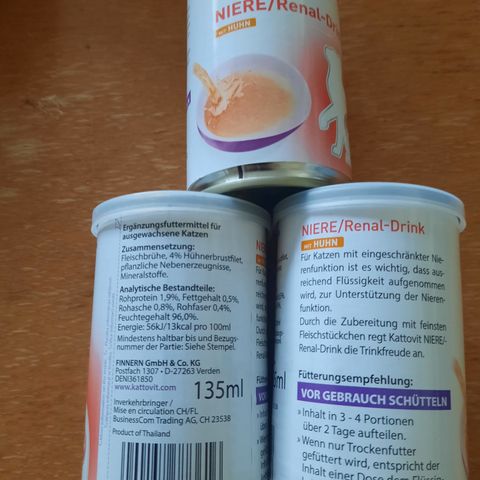 NIERE/Renal-Dr
MIT HUHN
Ergänzungsfuttermittel für
ausgewachsene Katzen
Zusammensetzung:
Fleischbrühe, 4% Hühnerbrustfilet,
pflanzliche Nebenerzeugnisse,
Mineralstoffe.
Analytische Bestandteile:
Rohprotein 1,9%, Fettgehalt 0,5%,
Rohasche 0,8%, Rohfaser 0,4%,
Feuchtegehalt 96,0%.
Energie: 56kJ/13kcal pro 100ml
Mindestens haltbar bis und Bezugs-
nummer der Partie: Siehe Stempel.
FINNERN GmbH & Co. KG
Postfach 1307 • D-27263 Verden
DENI361850
www.kattovit.com
135ml
Inverkehrbringer /
Mise en circulation CH/FL
BusinessCom Trading AG, CH 23538
Product of Thailand
NIERE/Renal-Drink
MIT HUHN
Für Katzen mit eingeschränkter Nie-
renfunktion ist es wichtig, dass aus-
reichend Flüssigkeit aufgenommen
wird, zur Unterstützung der Nieren-
funktion.
Durch die Zubereitung mit feinsten
Fleischstückchen regt Kattovit NIERE/
Renal-Drink die Trinkfreude an.
Fütterungsempfehlung:
VOR GEBRAUCH SCHÜTTELN
» Inhalt in 3 - 4 Portionen
über 2 Tage aufteilen.
» Wenn nur Trockenfutter
gefüttert wird, entspricht der
Inhalt einer Dose dem